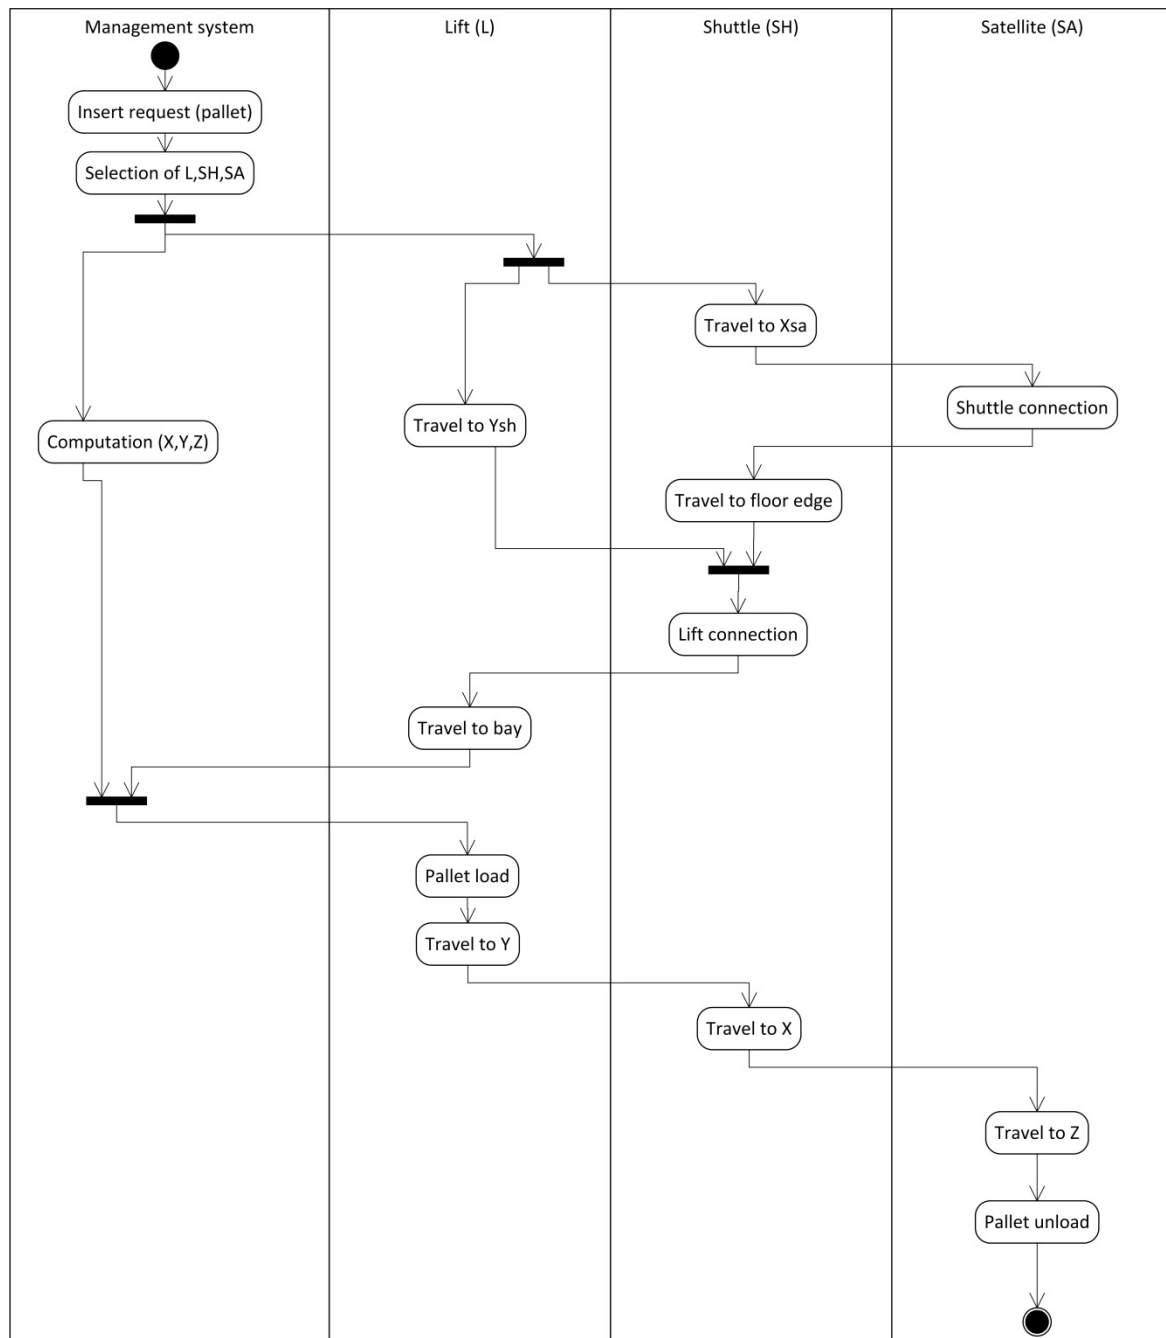 Management system
Lift (L)
Shuttle (SH)
Satellite (SA)
Insert request (pallet)
Selection of L,SH,SA
Travel to Xsa
Shuttle connection
Travel to Ysh
Computation (X,Y,Z)
Travel to floor edge
Lift connection
Travel to bay
Pallet load
Travel to Y
Travel to X
Travel to Z
Pallet unload